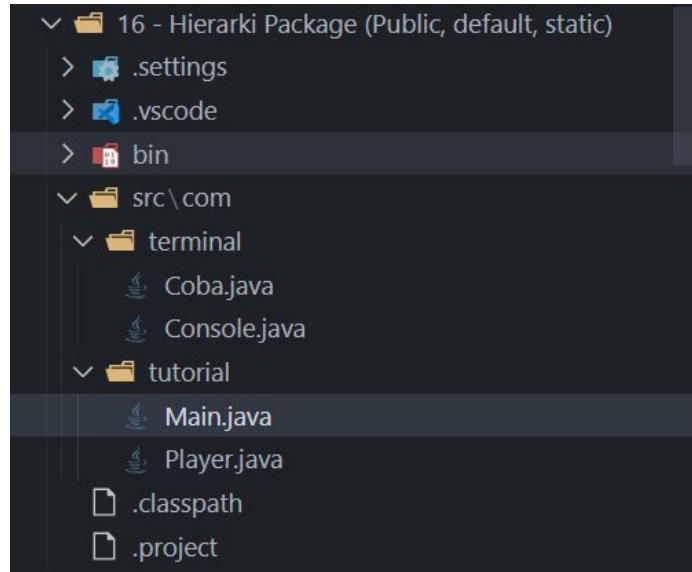 16 - Hierarki Package (Public, default, static)
.settings
.vscode
bin
src\com
terminal
Coba.java
Console.java
tutorial
Main.java
Player.java
.classpath
.project